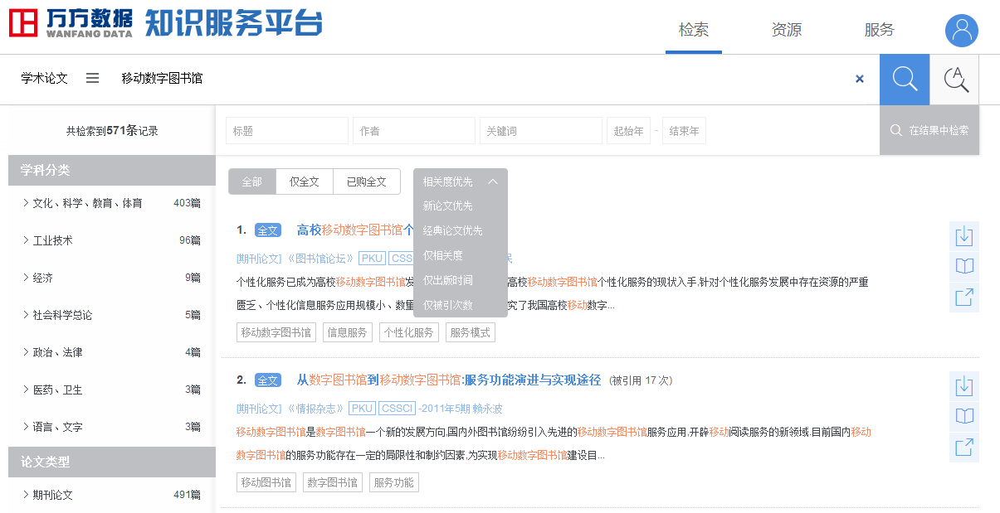 万方数据 知识服务平台
WANFANG DATA
检索 资源 服务
学术论文 移动数字图书馆 × A
共检索到571条记录
标题 作者 关键词 起始年 - 结束年 在结果中检索
学科分类
文化、科学、教育、体育 403篇
工业技术 96篇
经济 9篇
社会科学总论 5篇
政治、法律 4篇
医药、卫生 3篇
语言、文字 3篇
论文类型
期刊论文 491篇
全部 仅全文 已购全文
相关度优先
新论文优先
经典论文优先
仅相关度
仅出版时间
仅被引次数
1. 全文 高校移动数字图书馆个
[期刊论文] 《图书馆论坛》 PKU CSS
个性化服务已成为高校移动数字图书馆发 高校移动数字图书馆个性化服务的现状入手,针对个性化服务发展中存在资源的严重
匮乏、个性化信息服务应用规模小、数量 究了我国高校移动数字...
移动数字图书馆 信息服务 个性化服务 服务模式
2. 全文 从数字图书馆到移动数字图书馆:服务功能演进与实现途径 (被引用 17 次)
[期刊论文] 《情报杂志》 PKU CSSCI -2011年5期 赖永波
移动数字图书馆是数字图书馆一个新的发展方向,国内外图书馆纷纷引入先进的移动数字图书馆服务应用,开辟移动阅读服务的新领域.目前国内移动
数字图书馆的服务功能存在一定的局限性和制约因素,为实现移动数字图书馆建设目...
移动图书馆 数字图书馆 服务功能